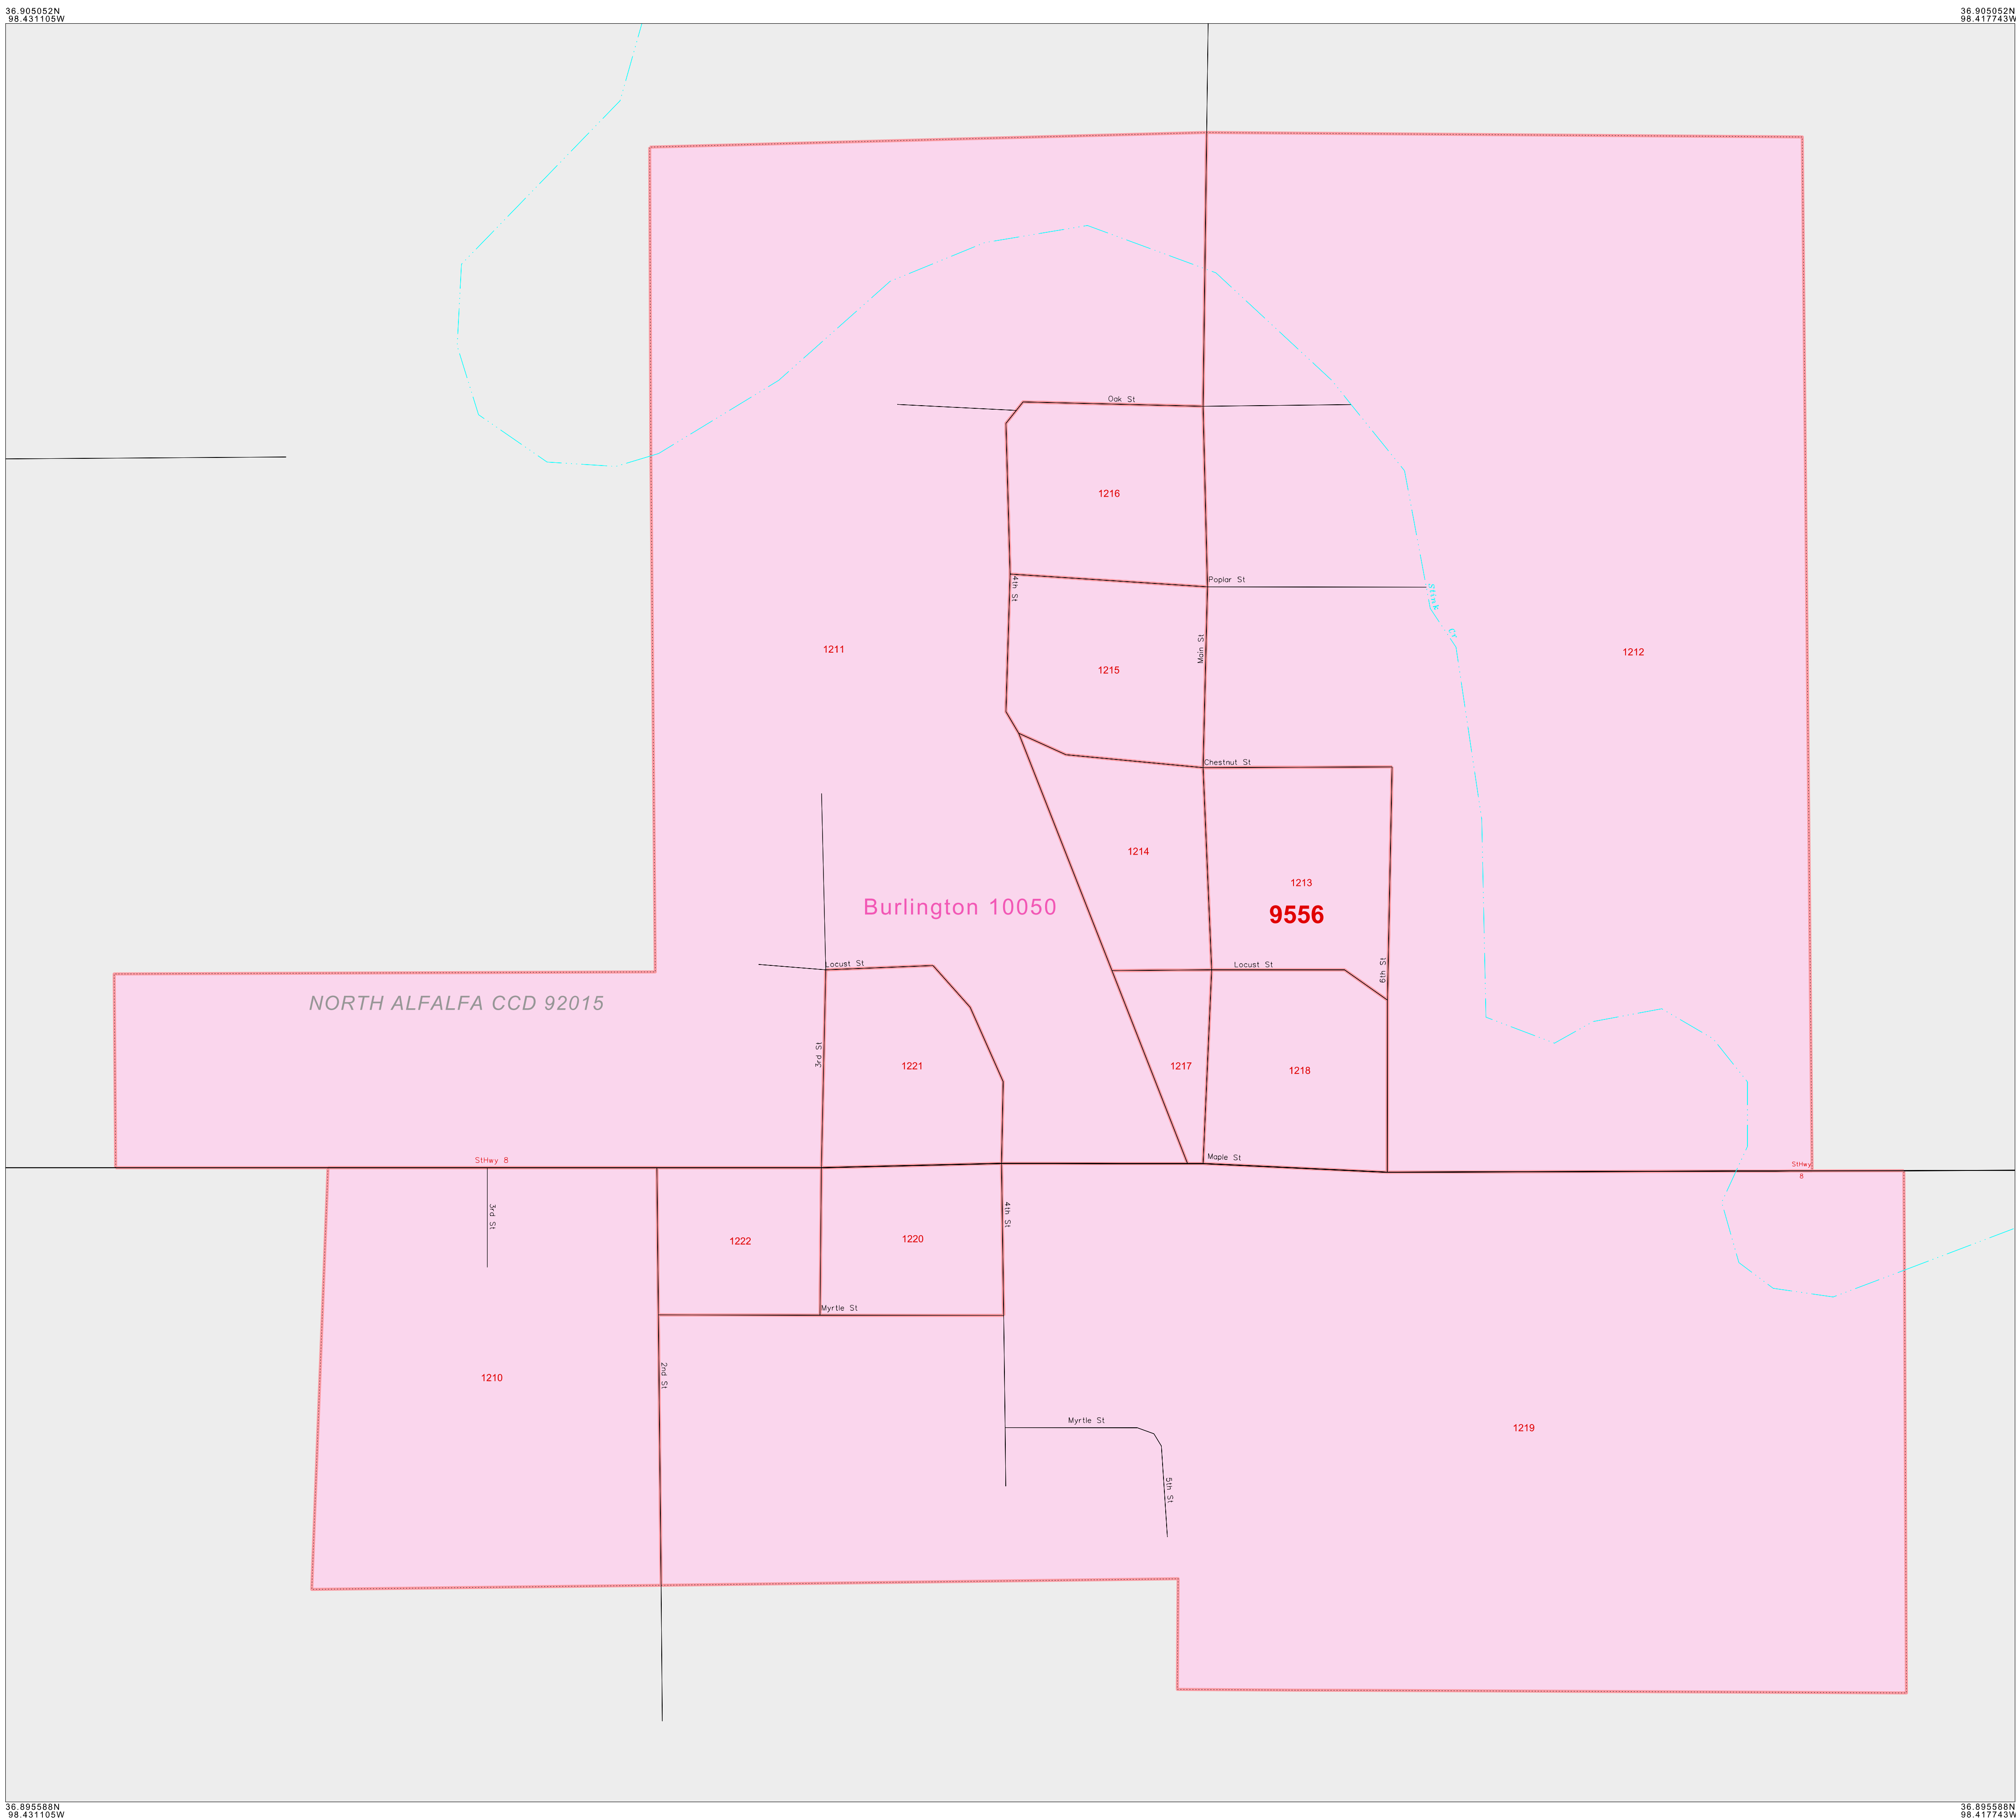 36.905052N
98.431105W
36.905052N
98.417743W
Oak St
1216
4th St
Poplar St
Stink Cr
Main St
1211
1212
1215
Chestnut St
1214
1213
Burlington 10050
9556
Locust St
Locust St
6th St
NORTH ALFALFA CCD 92015
3rd St
1221
1217
1218
StHwy 8
Maple St
StHwy
8
3rd St
4th St
1222
1220
Myrtle St
2nd St
1210
Myrtle St
1219
5th St
36.895588N
98.431105W
36.895588N
98.417743W